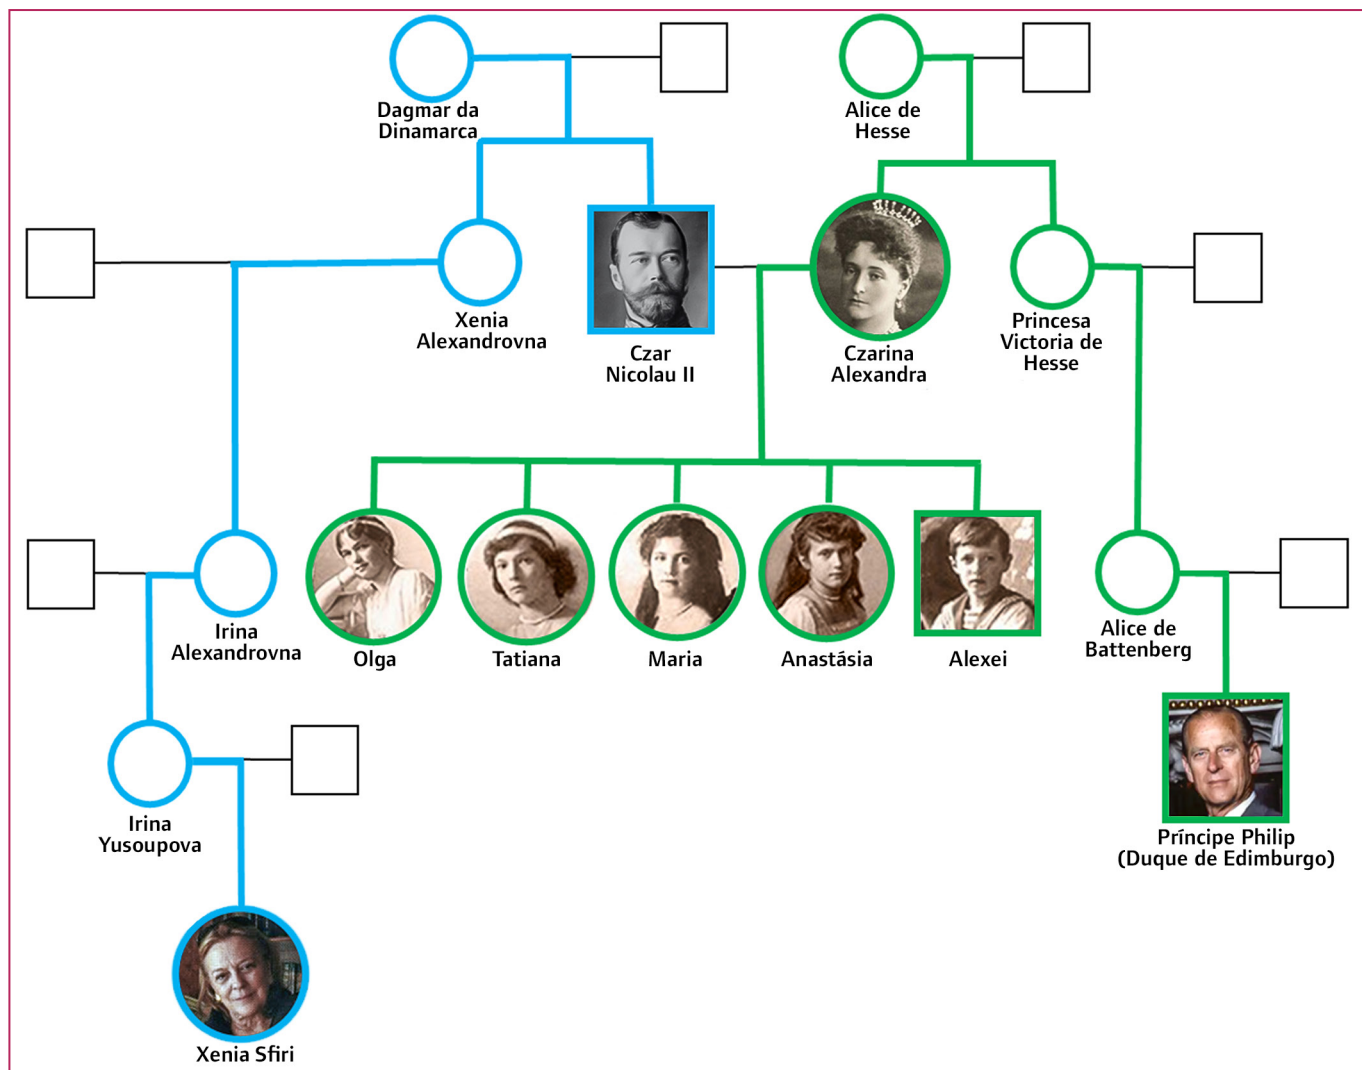 Dagmar da
Dinamarca
Alice de
Hesse
Xenia
Alexandrovna
Czar
Nicolau II
Czarina
Alexandra
Princesa
Victoria de
Hesse
Irina
Alexandrovna
Olga
Tatiana
Maria
Anastásia
Alexei
Alice de
Battenberg
Irina
Yusoupova
Príncipe Philip
(Duque de Edimburgo)
Xenia Sfiri